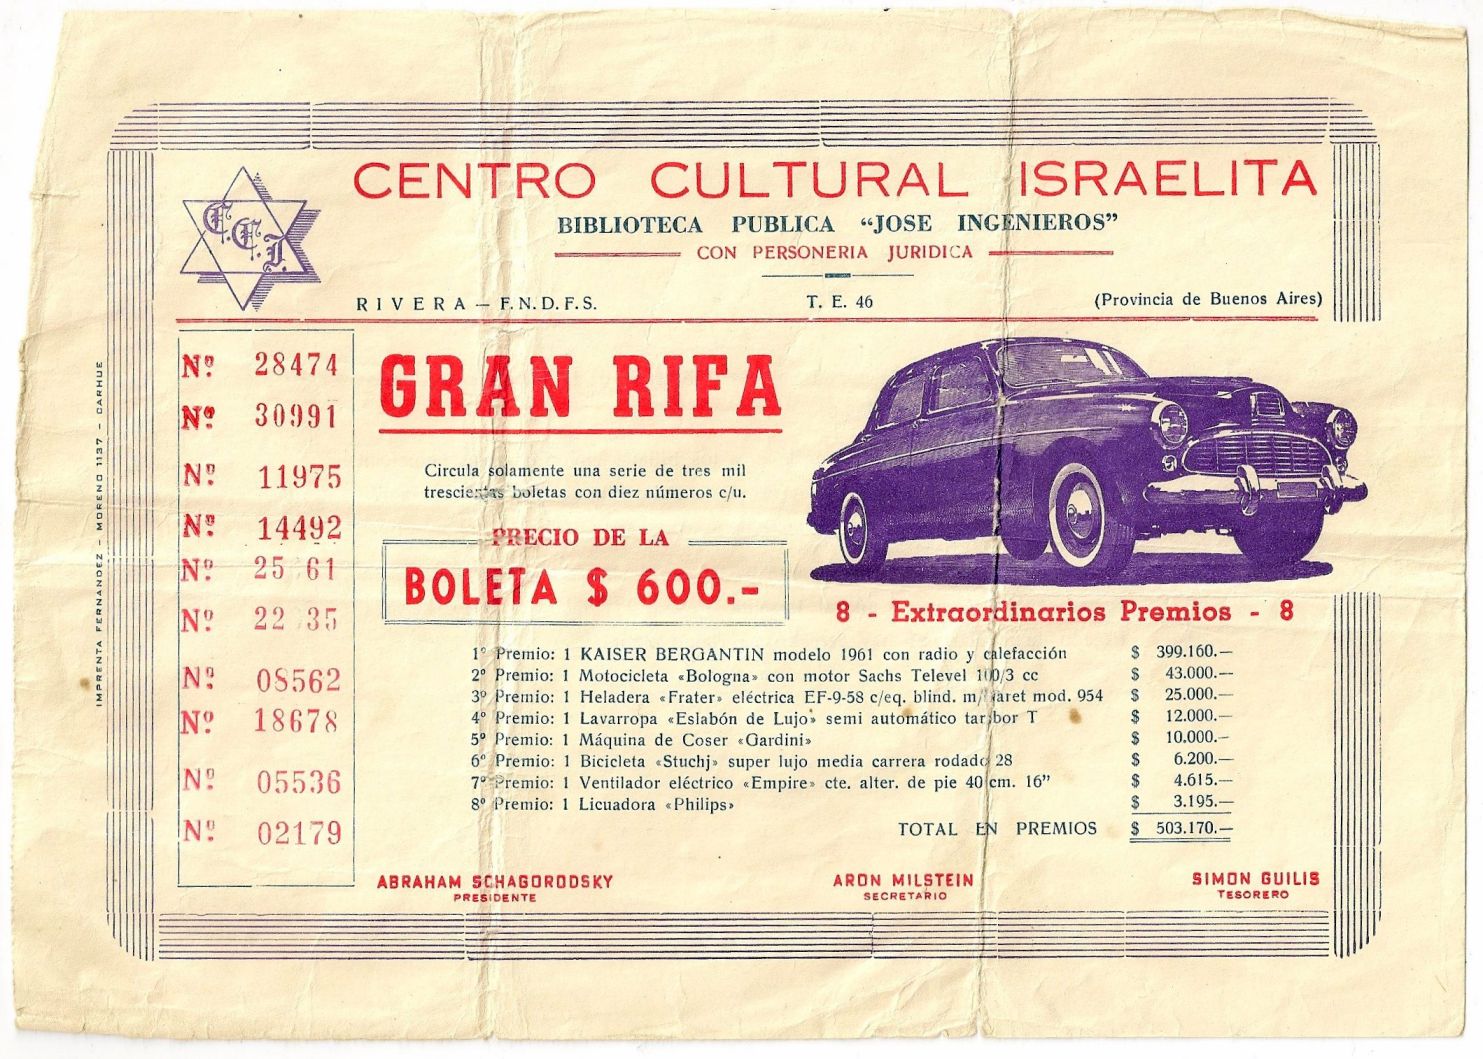 CENTRO CULTURAL ISRAELITA
BIBLIOTECA PUBLICA “JOSE INGENIEROS”
CON PERSONERIA JURIDICA
C.C.I.
RIVERA — F.N.D.F.S.
T. E. 46
(Provincia de Buenos Aires)
Nº 28474
Nº 30991
Nº 11975
Nº 14492
Nº 25 61
Nº 22 35
Nº 08562
Nº 18678
Nº 05536
Nº 02179
GRAN RIFA
Circula solamente una serie de tres mil
trescientas boletas con diez números c/u.
PRECIO DE LA
BOLETA $ 600.-
8 - Extraordinarios Premios - 8
1º Premio: 1 KAISER BERGANTIN modelo 1961 con radio y calefacción $ 399.160.—
2º Premio: 1 Motocicleta «Bologna» con motor Sachs Televel 100/3 cc $ 43.000.—
3º Premio: 1 Heladera «Frater» eléctrica EF-9-58 c/eq. blind. mod. 954 $ 25.000.—
4º Premio: 1 Lavarropa «Eslabón de Lujo» semi automático tambor T $ 12.000.—
5º Premio: 1 Máquina de Coser «Gardini» $ 10.000.—
6º Premio: 1 Bicicleta «Stuchj» super lujo media carrera rodado 28 $ 6.200.—
7º Premio: 1 Ventilador eléctrico «Empire» cte. alter. de pie 40 cm. 16” $ 4.615.—
8º Premio: 1 Licuadora «Philips» $ 3.195.—
TOTAL EN PREMIOS $ 503.170.—
ABRAHAM SCHAGORODSKY
PRESIDENTE
ARON MILSTEIN
SECRETARIO
SIMON GUILIS
TESORERO
IMPRENTA FERNANDEZ - MORENO 1137 - CARHUE